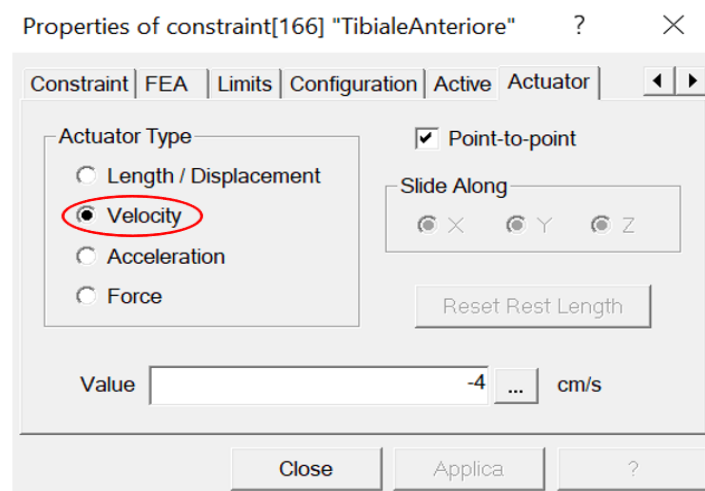 Properties of constraint[166] "TibialeAnteriore" ?
Constraint FEA Limits Configuration Active Actuator
Actuator Type
Point-to-point
Length / Displacement
Slide Along
Velocity
X Y Z
Acceleration
Force
Reset Rest Length
Value -4 ... cm/s
Close Applica ?